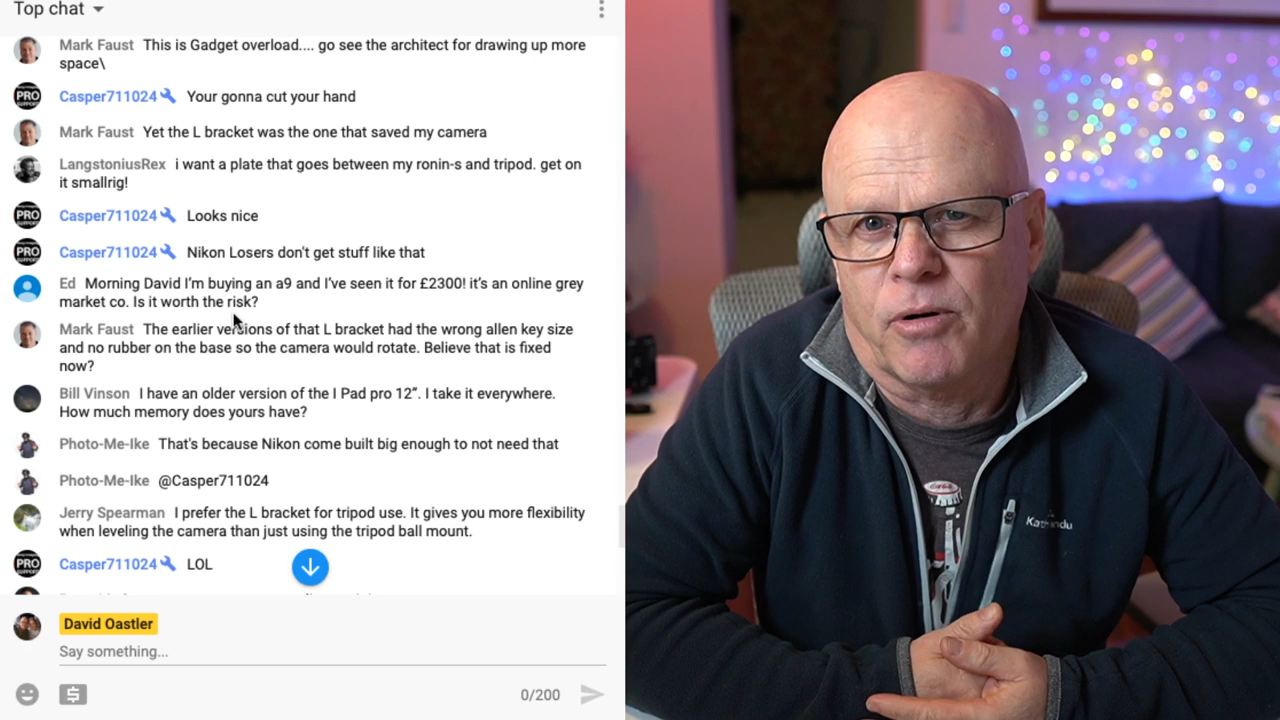 Top chat
Mark Faust This is Gadget overload.... go see the architect for drawing up more
space\
Casper711024 Your gonna cut your hand
Mark Faust Yet the L bracket was the one that saved my camera
LangstoniusRex i want a plate that goes between my ronin-s and tripod. get on
it smallrig!
Casper711024 Looks nice
Casper711024 Nikon Losers don't get stuff like that
Ed Morning David I’m buying an a9 and I’ve seen it for £2300! it’s an online grey
market co. Is it worth the risk?
Mark Faust The earlier versions of that L bracket had the wrong allen key size
and no rubber on the base so the camera would rotate. Believe that is fixed
now?
Bill Vinson I have an older version of the I Pad pro 12”. I take it everywhere.
How much memory does yours have?
Photo-Me-Ike That's because Nikon come built big enough to not need that
Photo-Me-Ike @Casper711024
Jerry Spearman I prefer the L bracket for tripod use. It gives you more flexibility
when leveling the camera than just using the tripod ball mount.
PRO Casper711024 LOL
David Oastler
Say something...
0/200
Kathmandu